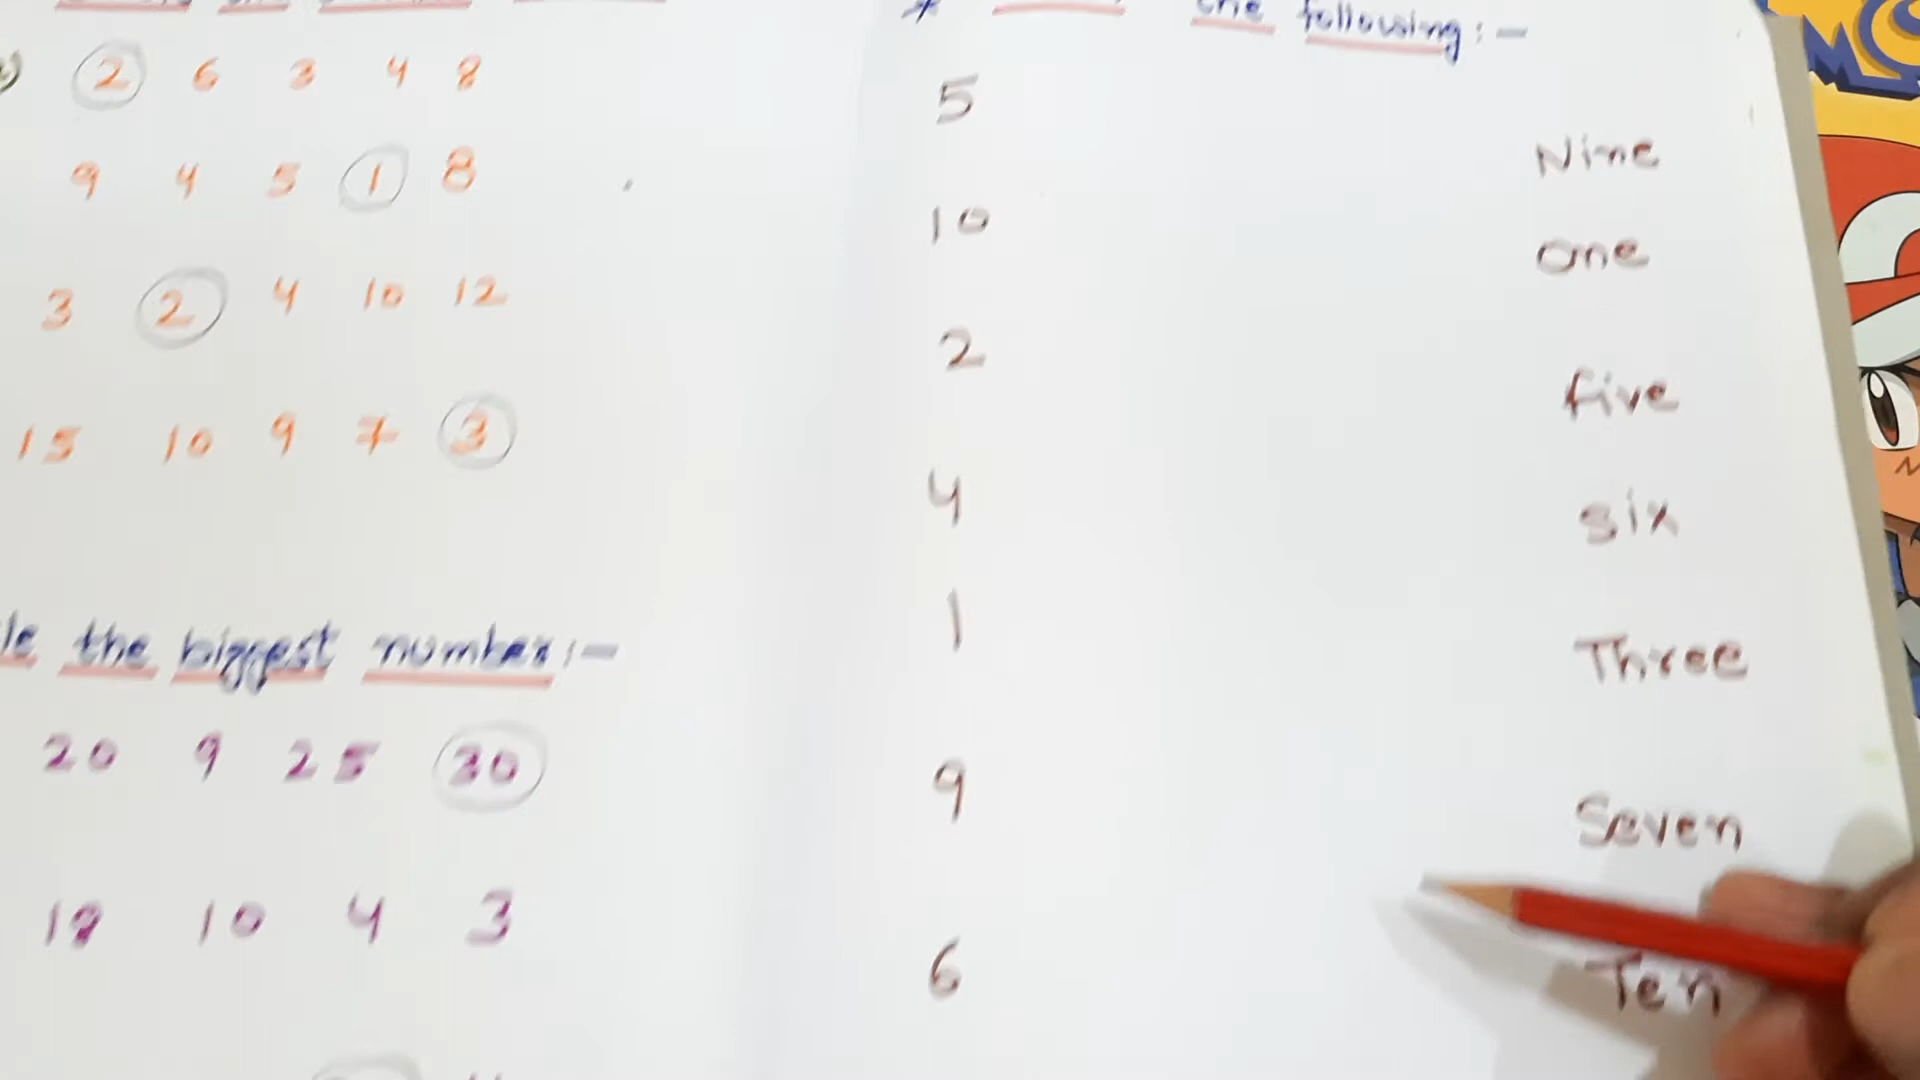 2 6 3 4 8
9 4 5 1 8
3 2 4 10 12
15 10 9 7 3
the biggest number:-
20 9 25 30
18 10 4 3
the following:-
5
Nine
10
one
2
five
4
six
1
Three
9
Seven
6
Ten